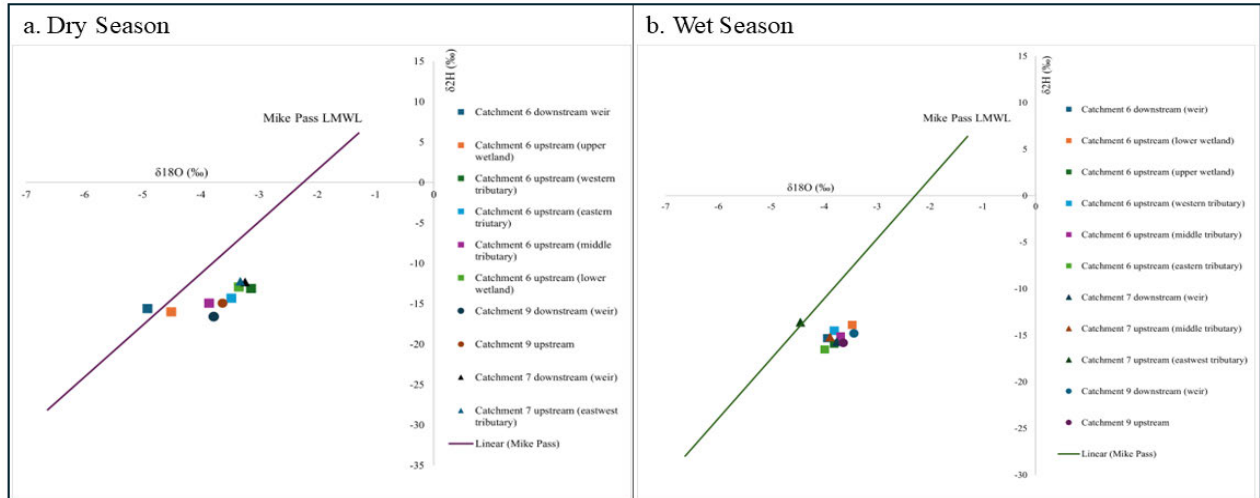 a. Dry Season
15
δ2H (‰)
10
5
0
-5
-10
-15
-20
-25
-30
-35
Mike Pass LMWL
δ18O (‰)
-7
-6
-5
-4
-3
-2
-1
0
Catchment 6 downstream weir
Catchment 6 upstream (upper
wetland)
Catchment 6 upstream (western
tributary)
Catchment 6 upstream (eastern
triutary)
Catchment 6 upstream (middle
tributary)
Catchment 6 upstream (lower
wetland)
Catchment 9 downstream (weir)
Catchment 9 upstream
Catchment 7 downstream (weir)
Catchment 7 upstream (eastwest
tributary)
Linear (Mike Pass)
b. Wet Season
15
δ2H (‰)
10
5
0
-5
-10
-15
-20
-25
-30
Mike Pass LMWL
δ18O (‰)
-7
-6
-5
-4
-3
-2
-1
0
Catchment 6 downstream (weir)
Catchment 6 upstream (lower wetland)
Catchment 6 upstream (upper wetland)
Catchment 6 upstream (western tributary)
Catchment 6 upstream (middle tributary)
Catchment 6 upstream (eastern tributary)
Catchment 7 downstream (weir)
Catchment 7 upstream (middle tributary)
Catchment 7 upstream (eastwest tributary)
Catchment 9 downstream (weir)
Catchment 9 upstream
Linear (Mike Pass)